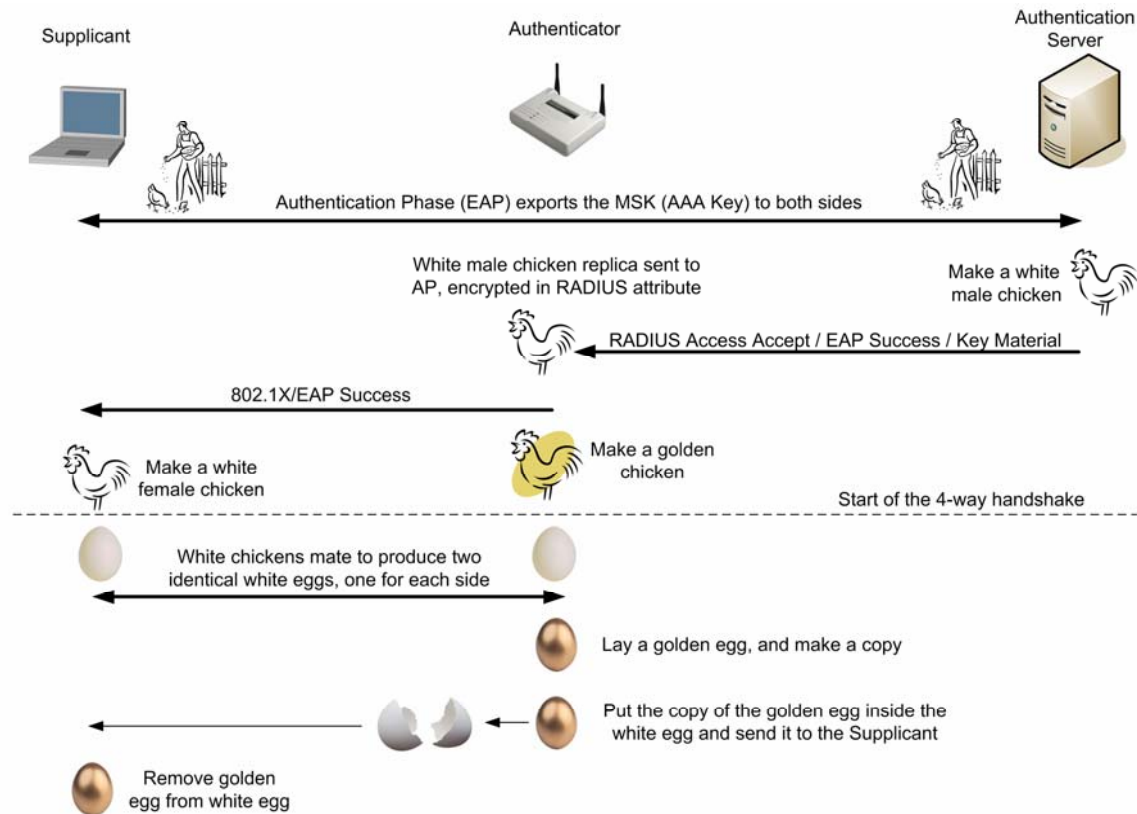 Supplicant
Authenticator
Authentication
Server
Authentication Phase (EAP) exports the MSK (AAA Key) to both sides
White male chicken replica sent to
AP, encrypted in RADIUS attribute
Make a white
male chicken
RADIUS Access Accept / EAP Success / Key Material
802.1X/EAP Success
Make a white
female chicken
Make a golden
chicken
Start of the 4-way handshake
White chickens mate to produce two
identical white eggs, one for each side
Lay a golden egg, and make a copy
Put the copy of the golden egg inside the
white egg and send it to the Supplicant
Remove golden
egg from white egg